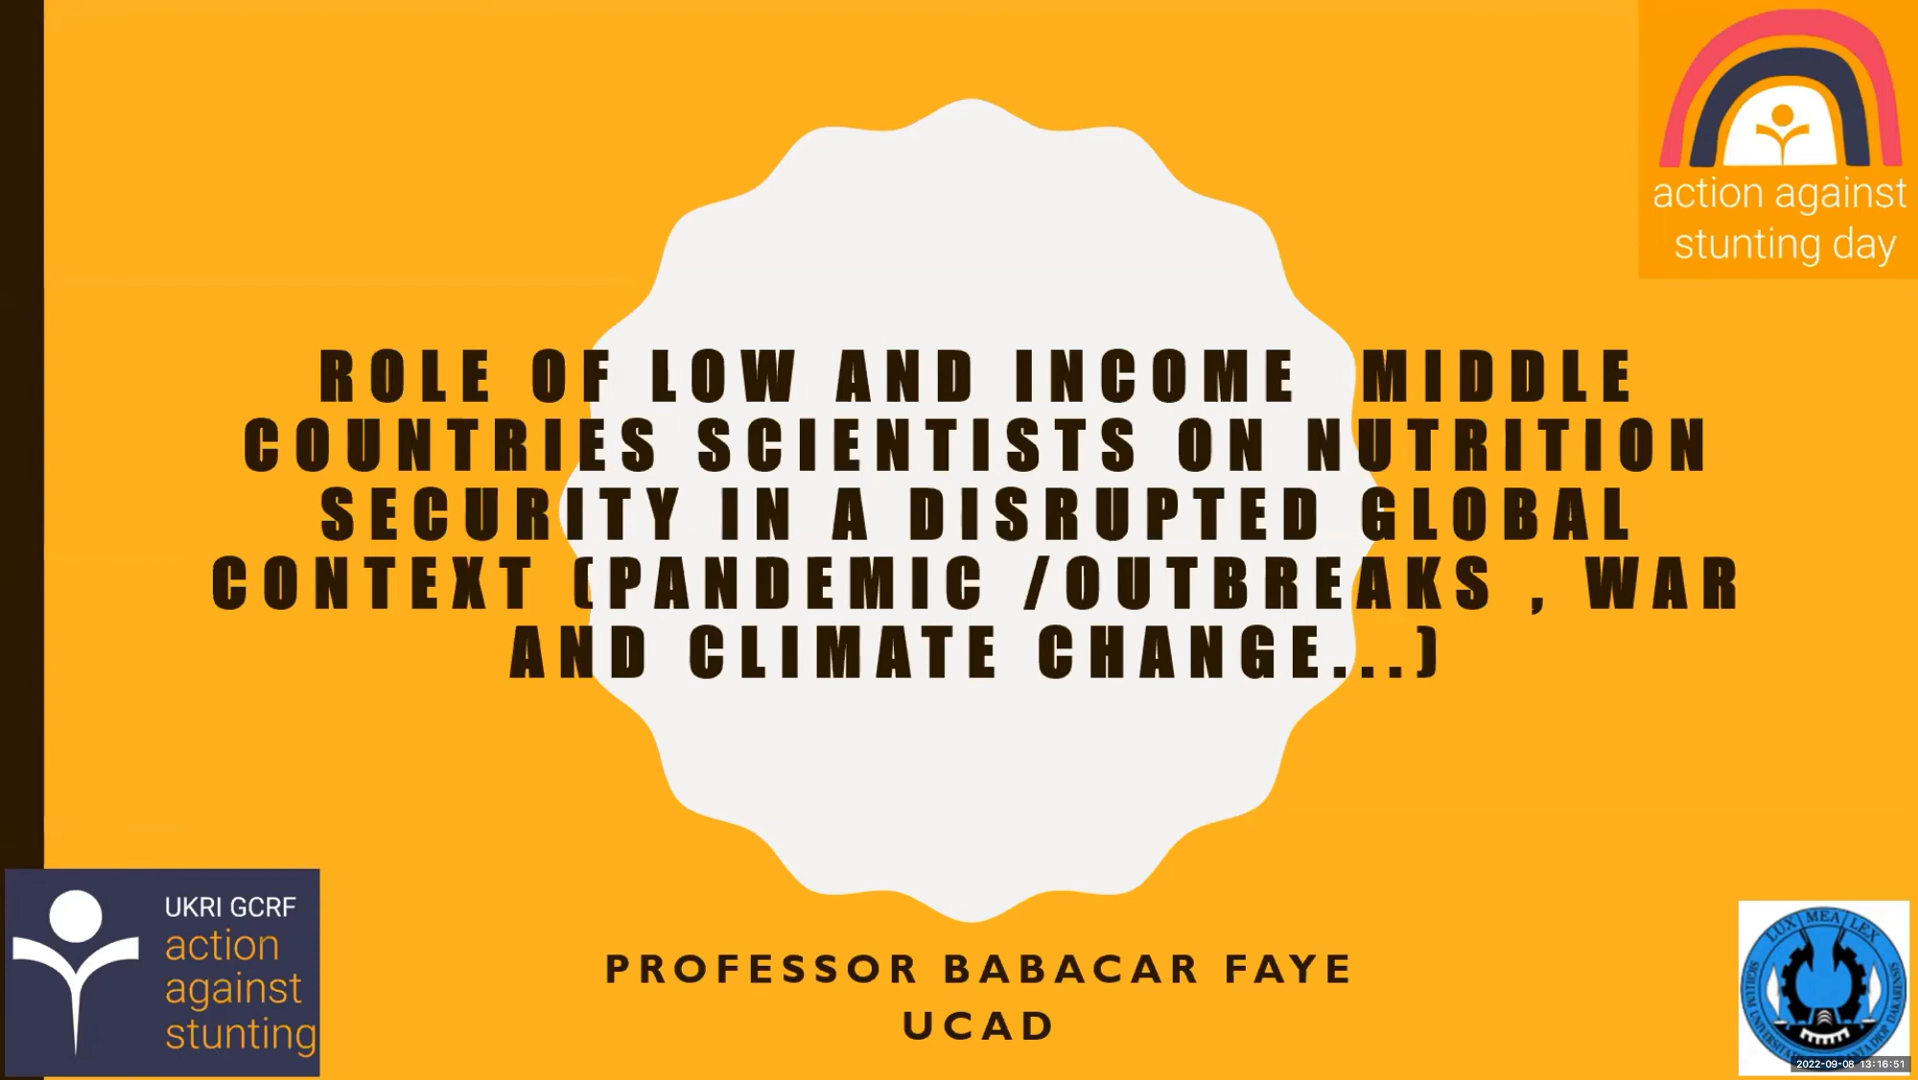 action against
stunting day
ROLE OF LOW AND INCOME MIDDLE
COUNTRIES SCIENTISTS ON NUTRITION
SECURITY IN A DISRUPTED GLOBAL
CONTEXT (PANDEMIC /OUTBREAKS , WAR
AND CLIMATE CHANGE...)
UKRI GCRF
action
against
stunting
PROFESSOR BABACAR FAYE
UCAD
LUX MEA LEX
SIGILLUM
2022-09-08 13:16:51